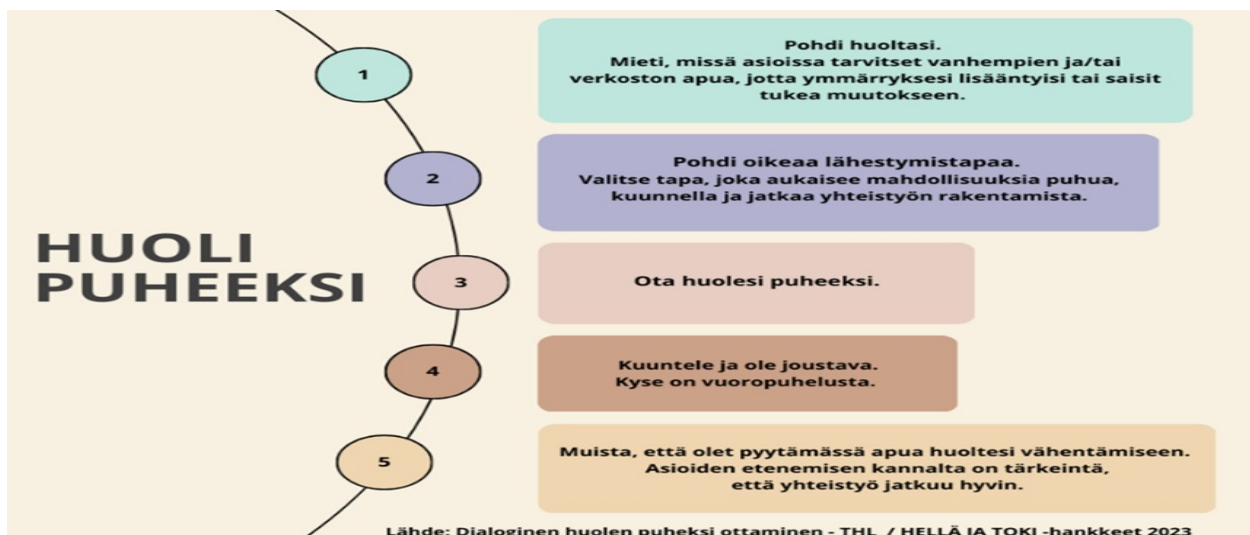 HUOLI
PUHEEKSI
1
Pohdi huoltasi.
Mieti, missä asioissa tarvitset vanhempien ja/tai
verkoston apua, jotta ymmärryksesi lisääntyisi tai saisit
tukea muutokseen.
2
Pohdi oikeaa lähestymistapaa.
Valitse tapa, joka aukaisee mahdollisuuksia puhua,
kuunnella ja jatkaa yhteistyön rakentamista.
3
Ota huolesi puheeksi.
4
Kuuntele ja ole joustava.
Kyse on vuoropuhelusta.
5
Muista, että olet pyytämässä apua huoltesi vähentämiseen.
Asioiden etenemisen kannalta on tärkeintä,
että yhteistyö jatkuu hyvin.
Lähde: Dialoginen huolen puheksi ottaminen - THL / HELLÄ JA TOKI -hankkeet 2023